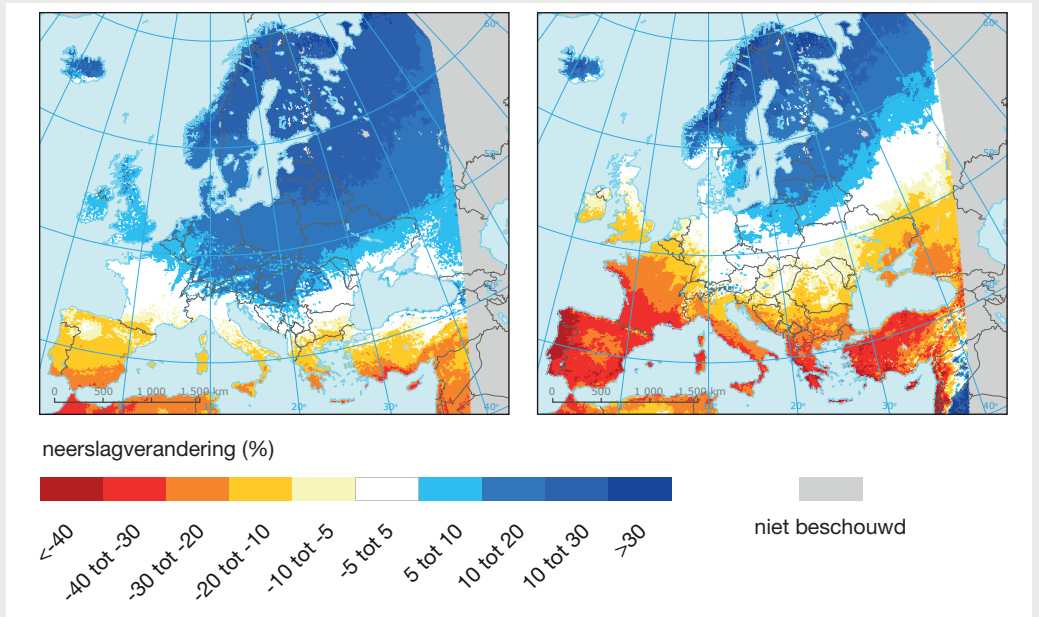 60°
50°
0 500 1 000 1 500 km
20°
30°
40°
60°
50°
0 500 1 000 1 500 km
20°
30°
40°
neerslagverandering (%)
<-40
-40 tot -30
-30 tot -20
-20 tot -10
-10 tot -5
-5 tot 5
5 tot 10
10 tot 20
10 tot 30
>30
niet beschouwd